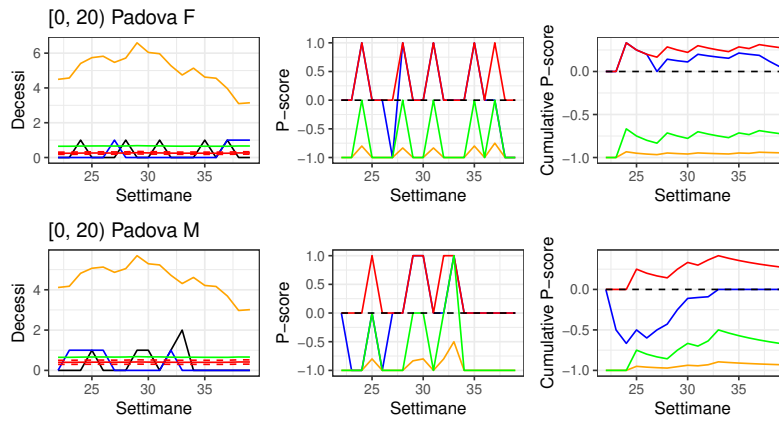 [0, 20) Padova F
Decessi
6
4
2
0
25
30
35
Settimane
P-score
1.0
0.5
0.0
−0.5
−1.0
25
30
35
Settimane
Cumulative P-score
0.0
−0.5
−1.0
25
30
35
Settimane
[0, 20) Padova M
Decessi
4
2
0
25
30
35
Settimane
P-score
1.0
0.5
0.0
−0.5
−1.0
25
30
35
Settimane
Cumulative P-score
0.0
−0.5
−1.0
25
30
35
Settimane